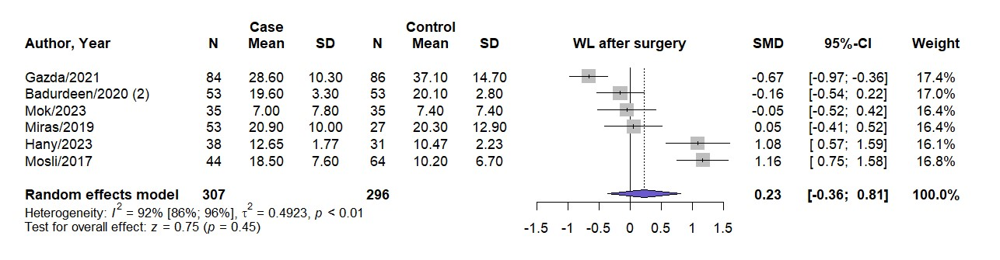 Case Control
Author, Year N Mean SD N Mean SD WL after surgery SMD 95%-CI Weight
Gazda/2021 84 28.60 10.30 86 37.10 14.70 -0.67 [-0.97; -0.36] 17.4%
Badurdeen/2020 (2) 53 19.60 3.30 53 20.10 2.80 -0.16 [-0.54; 0.22] 17.0%
Mok/2023 35 7.00 7.80 35 7.40 7.40 -0.05 [-0.52; 0.42] 16.4%
Miras/2019 53 20.90 10.00 27 20.30 12.90 0.05 [-0.41; 0.52] 16.4%
Hany/2023 38 12.65 1.77 31 10.47 2.23 1.08 [ 0.57; 1.59] 16.1%
Mosli/2017 44 18.50 7.60 64 10.20 6.70 1.16 [ 0.75; 1.58] 16.8%
Random effects model 307 296 0.23 [-0.36; 0.81] 100.0%
Heterogeneity: I² = 92% [86%; 96%], τ² = 0.4923, p < 0.01
Test for overall effect: z = 0.75 (p = 0.45)
-1.5 -1 -0.5 0 0.5 1 1.5